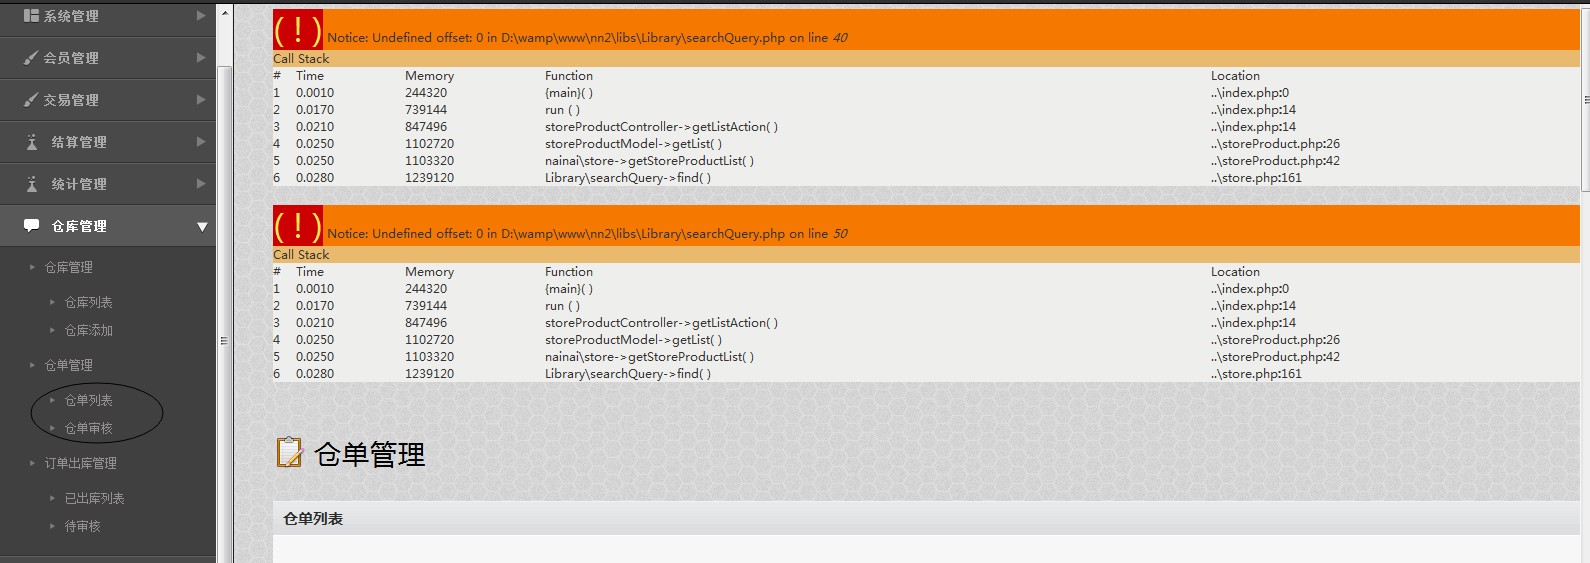 系统管理
会员管理
交易管理
结算管理
统计管理
仓库管理
仓库管理
仓库列表
仓库添加
仓单管理
仓单列表
仓单审核
订单出库管理
已出库列表
待审核
( ! ) Notice: Undefined offset: 0 in D:\wamp\www\nn2\libs\Library\searchQuery.php on line 40
Call Stack
# Time Memory Function Location
1 0.0010 244320 {main}( ) ..\index.php:0
2 0.0170 739144 run ( ) ..\index.php:14
3 0.0210 847496 storeProductController->getListAction( ) ..\index.php:14
4 0.0250 1102720 storeProductModel->getList( ) ..\storeProduct.php:26
5 0.0250 1103320 nainai\store->getStoreProductList( ) ..\storeProduct.php:42
6 0.0280 1239120 Library\searchQuery->find( ) ..\store.php:161
( ! ) Notice: Undefined offset: 0 in D:\wamp\www\nn2\libs\Library\searchQuery.php on line 50
Call Stack
# Time Memory Function Location
1 0.0010 244320 {main}( ) ..\index.php:0
2 0.0170 739144 run ( ) ..\index.php:14
3 0.0210 847496 storeProductController->getListAction( ) ..\index.php:14
4 0.0250 1102720 storeProductModel->getList( ) ..\storeProduct.php:26
5 0.0250 1103320 nainai\store->getStoreProductList( ) ..\storeProduct.php:42
6 0.0280 1239120 Library\searchQuery->find( ) ..\store.php:161
仓单管理
仓单列表